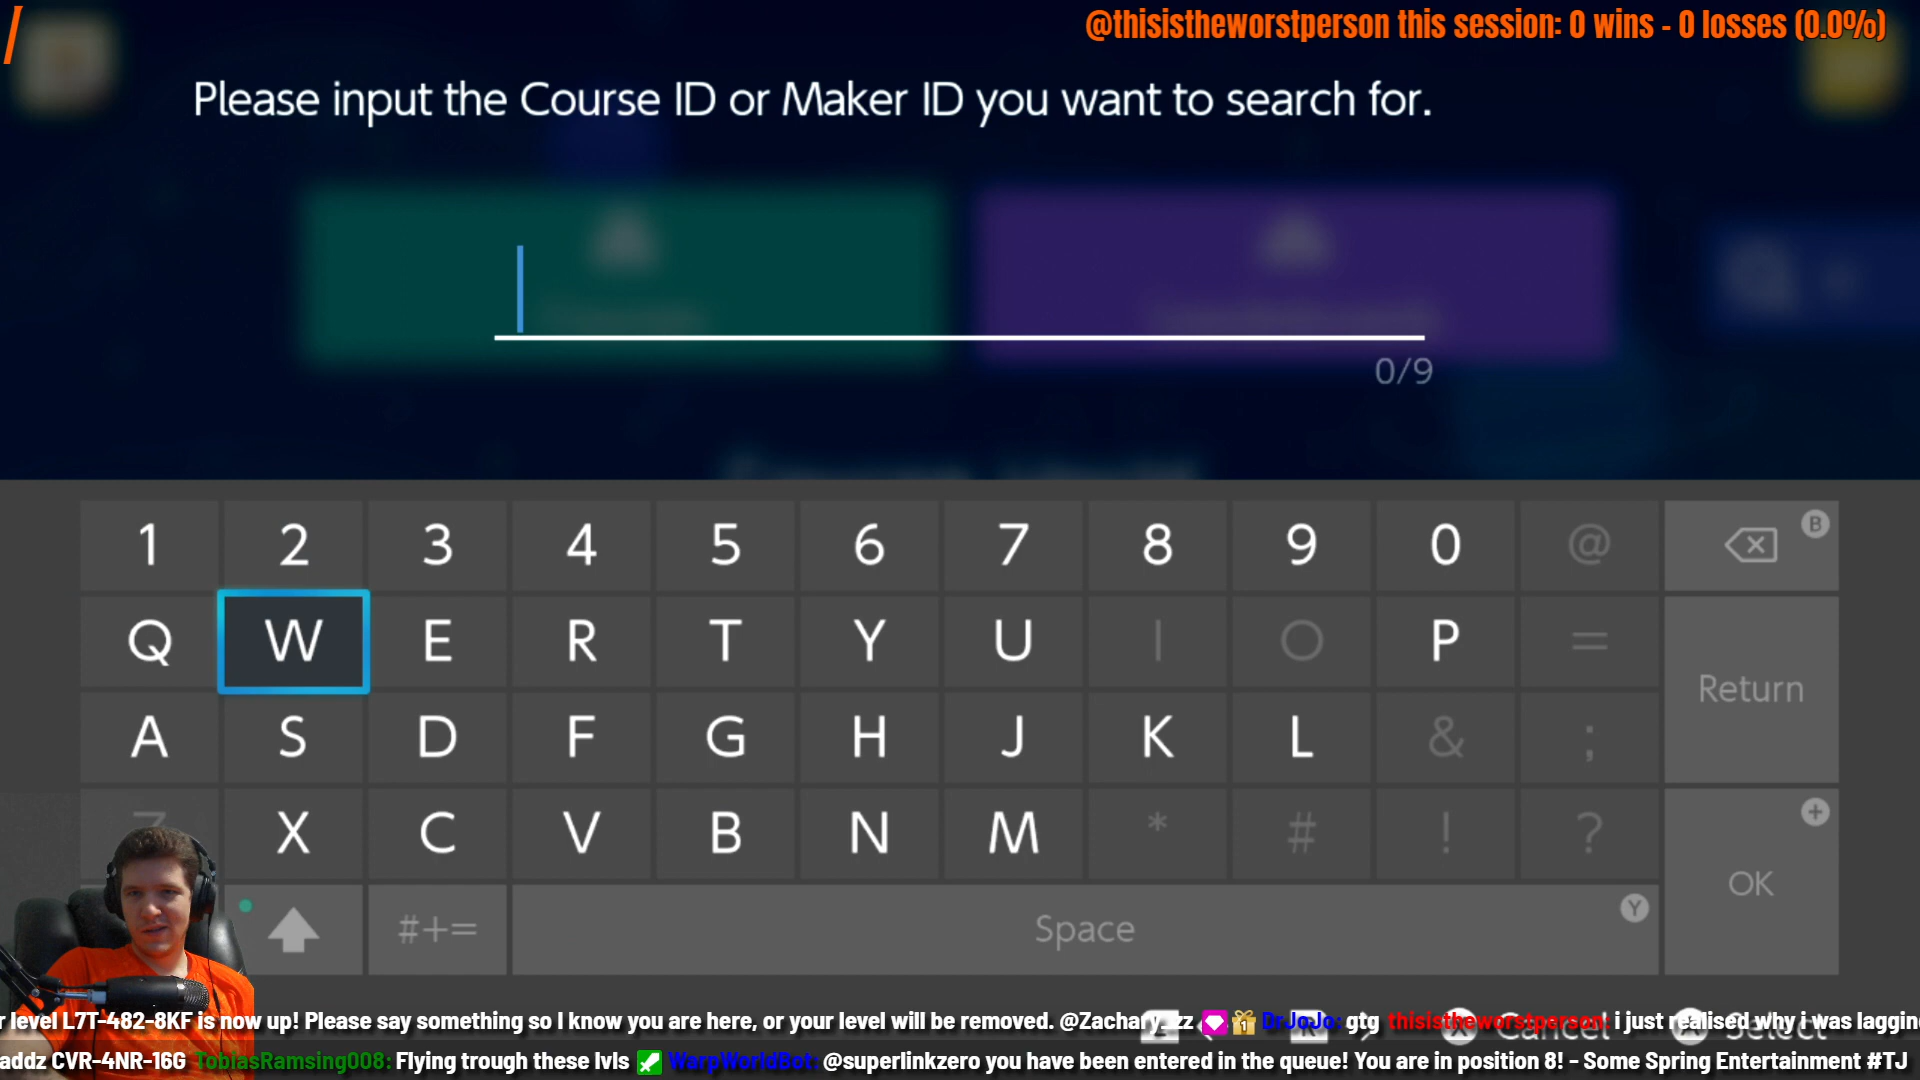 @thisistheworstperson this session: 0 wins - 0 losses (0.0%)
Please input the Course ID or Maker ID you want to search for.
0/9
1 2 3 4 5 6 7 8 9 0 @ B
Q W E R T Y U I O P = Return
A S D F G H J K L & ;
Z X C V B N M * # ! ? +
#+= Space Y OK
r level L7T-482-8KF is now up! Please say something so I know you are here, or your level will be removed. @Zachary_zz DrJoJo: gtg thisistheworstperson: i just realised why i was laggin
Cancel Select
addz CVR-4NR-16G TobiasRamsing008: Flying trough these lvls WarpWorldBot: @superlinkzero you have been entered in the queue! You are in position 8! - Some Spring Entertainment #TJ